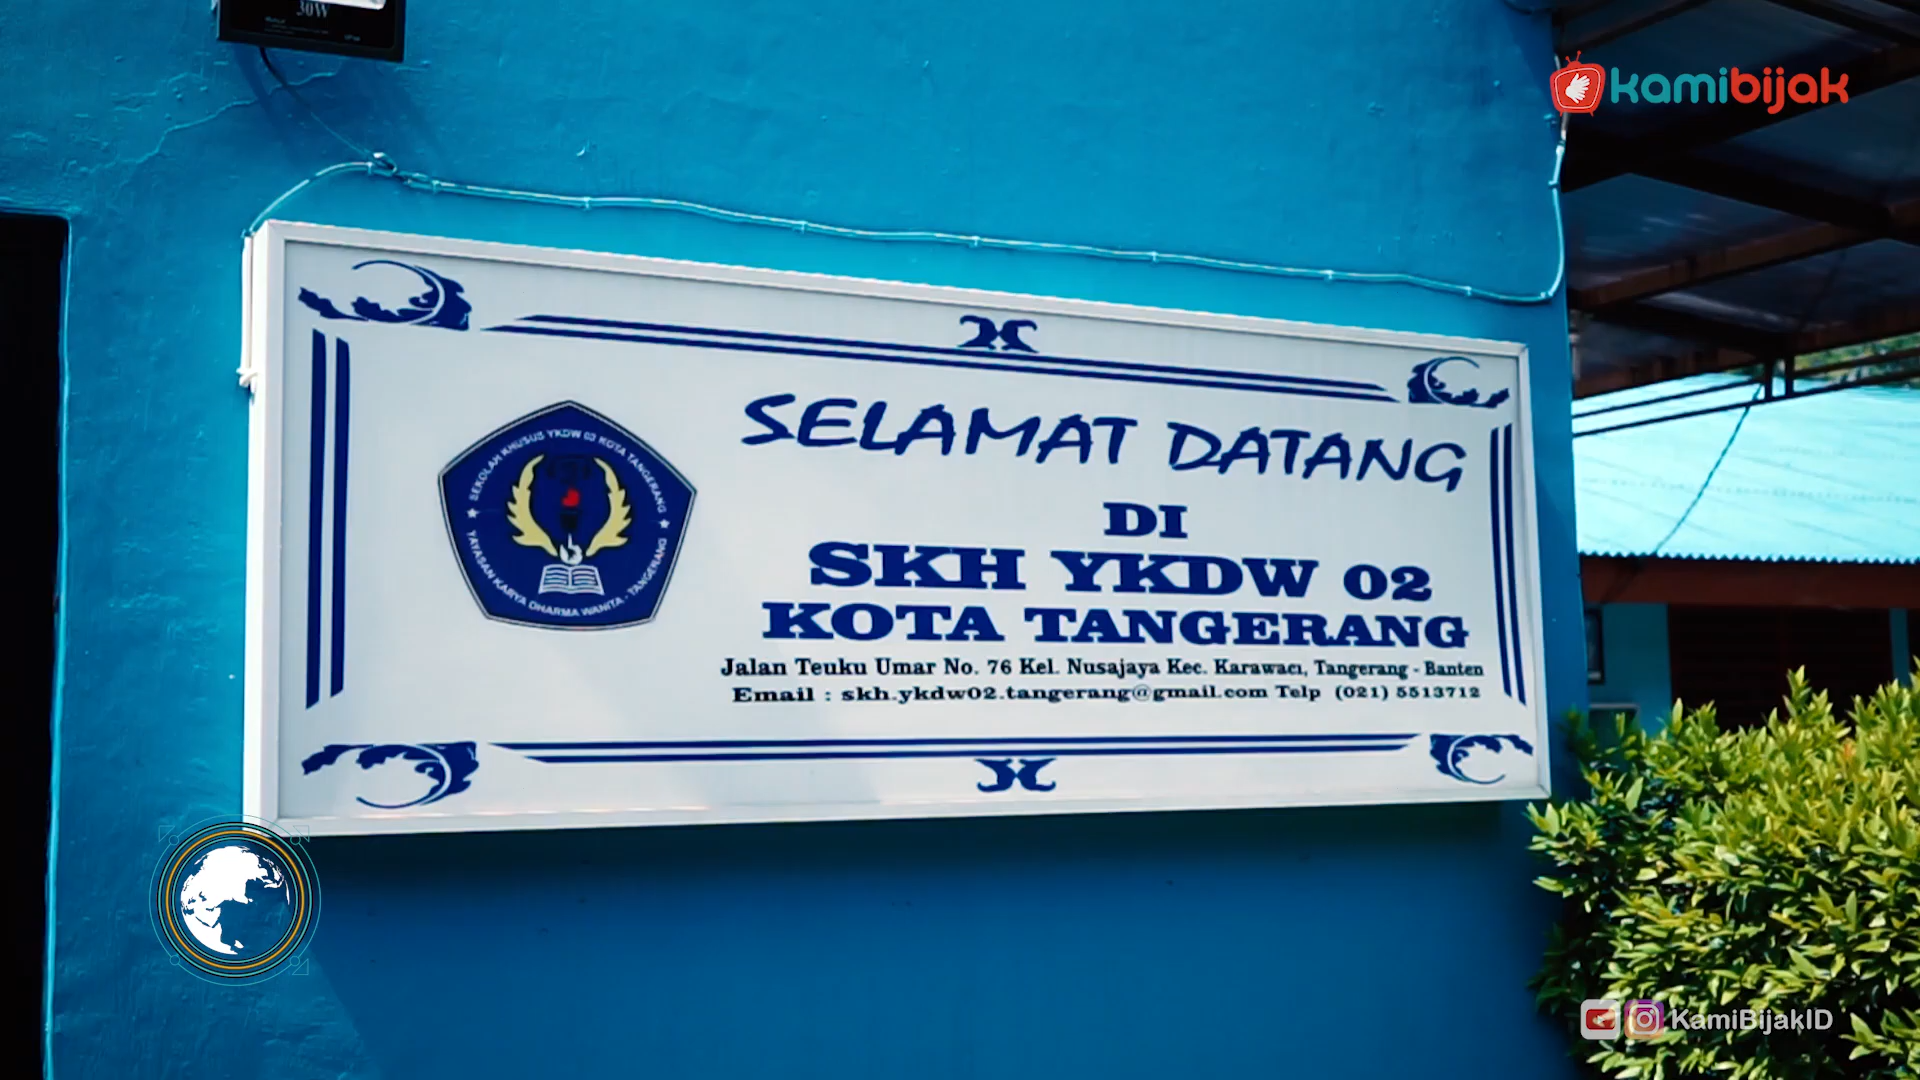 30W
kamibijak
SEKOLAH KHUSUS YKDW 02 KOTA TANGERANG
YAYASAN KARYA DHARMA WANITA - TANGERANG
SELAMAT DATANG
DI
SKH YKDW 02
KOTA TANGERANG
Jalan Teuku Umar No. 76 Kel. Nusajaya Kec. Karawaci, Tangerang - Banten
Email : skh.ykdw02.tangerang@gmail.com Telp (021) 5513712
KamiBijakID